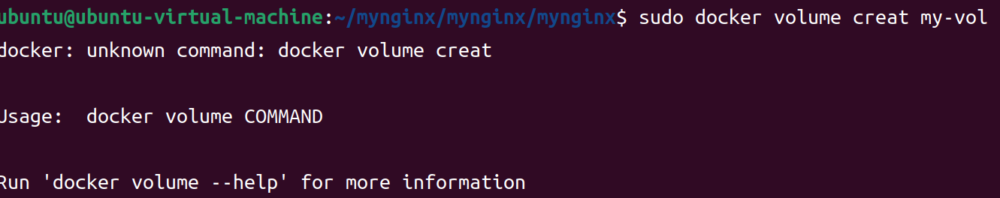 ubuntu@ubuntu-virtual-machine:~/mynginx/mynginx/mynginx$ sudo docker volume creat my-vol
docker: unknown command: docker volume creat
Usage:  docker volume COMMAND
Run 'docker volume --help' for more information